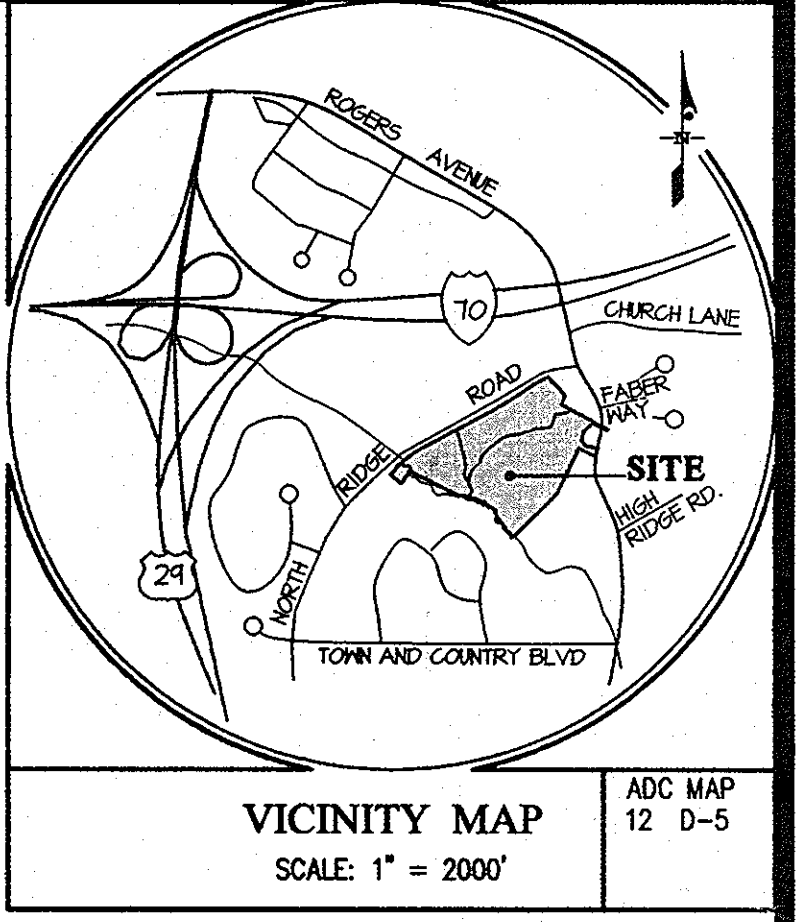 ROGERS
AVENUE
N
70
CHURCH LANE
ROAD
FABER
WAY
RIDGE
SITE
HIGH
RIDGE RD.
29
NORTH
TOWN AND COUNTRY BLVD
VICINITY MAP
SCALE: 1" = 2000'
ADC MAP
12 D-5